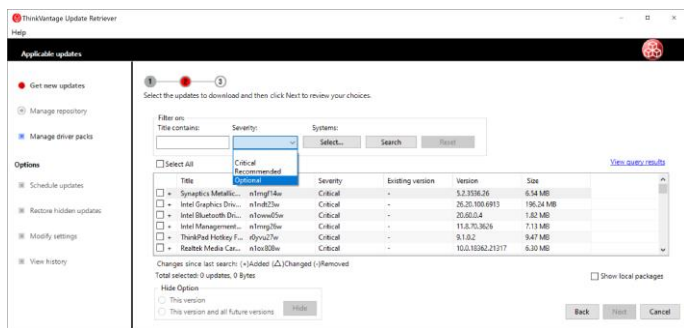 ThinkVantage Update Retriever
Help
Applicable updates
Get new updates
Manage repository
Manage driver packs
Options
Schedule updates
Restore hidden updates
Modify settings
View history
1 2 3
Select the updates to download and then click Next to review your choices.
Filter on:
Title contains: Severity: Systems:
Select... Search Reset
Critical
Recommended
Optional
Select All View query results
Title Severity Existing version Version Size
+ Synaptics Metallic... n1mgf14w Critical - 5.2.3536.26 6.54 MB
+ Intel Graphics Driv... n1ndt23w Critical - 26.20.100.6913 196.24 MB
+ Intel Bluetooth Dri... n1oww05w Critical - 20.60.0.4 1.82 MB
+ Intel Management... n1mrg26w Critical - 11.8.70.3626 7.13 MB
+ ThinkPad Hotkey F... r0yvu27w Critical - 9.1.0.2 9.47 MB
+ Realtek Media Car... n1ox808w Critical - 10.0.18362.21317 6.30 MB
Changes since last search: (+)Added (△)Changed (-)Removed
Total selected: 0 updates, 0 Bytes
Show local packages
Hide Option
This version
This version and all future versions
Hide
Back Next Cancel